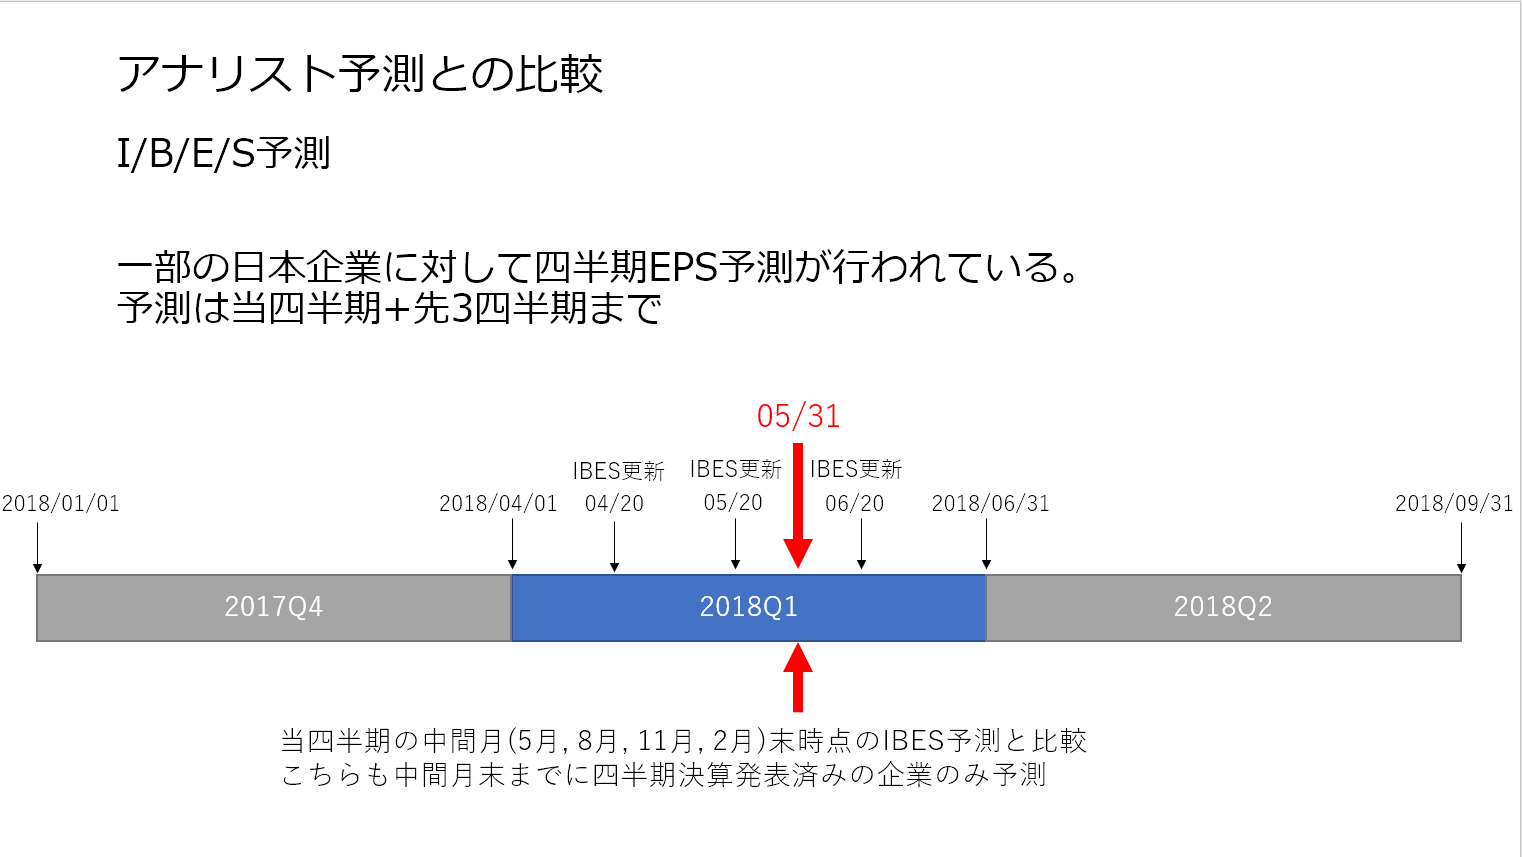 アナリスト予測との比較
I/B/E/S予測
一部の日本企業に対して四半期EPS予測が行われている。
予測は当四半期+先3四半期まで
05/31
IBES更新 IBES更新 IBES更新
2018/01/01 2018/04/01 04/20 05/20 06/20 2018/06/31 2018/09/31
2017Q4 2018Q1 2018Q2
当四半期の中間月(5月, 8月, 11月, 2月)末時点のIBES予測と比較
こちらも中間月末までに四半期決算発表済みの企業のみ予測